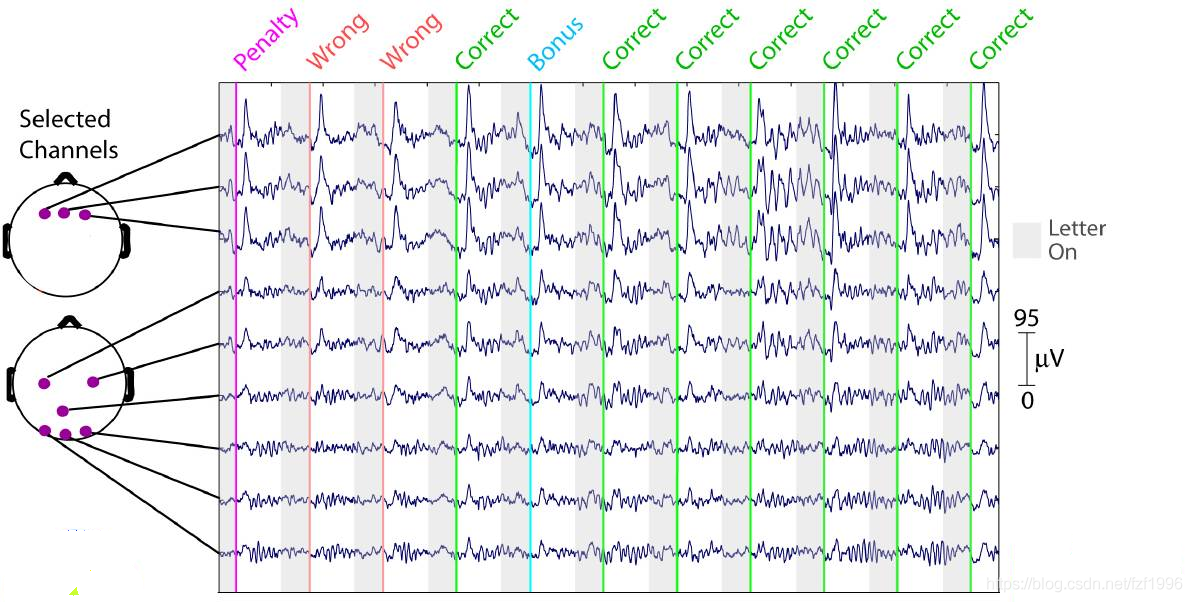 Penalty
Wrong
Wrong
Correct
Bonus
Correct
Correct
Correct
Correct
Correct
Correct
Selected
Channels
Letter
On
95
μV
0
https://blog.csdn.net/fzf1996